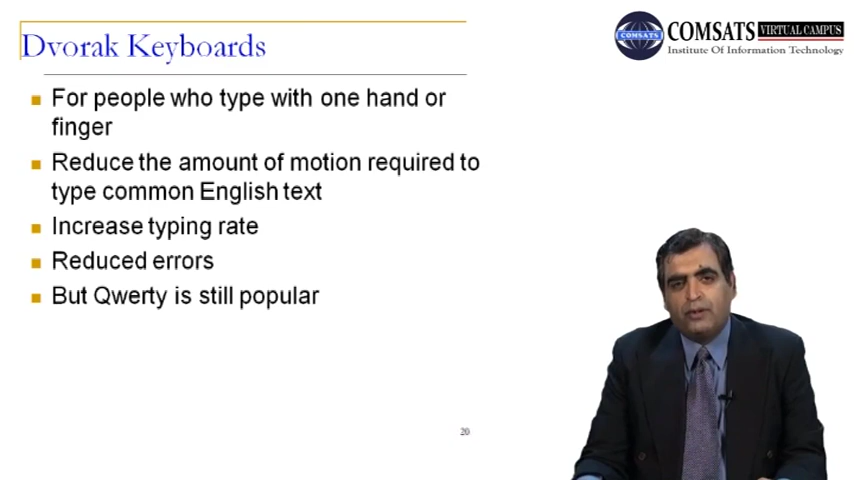 Dvorak Keyboards
COMSATS
COMSATS VIRTUAL CAMPUS
Institute Of Information Technology
For people who type with one hand or
finger
Reduce the amount of motion required to
type common English text
Increase typing rate
Reduced errors
But Qwerty is still popular
20